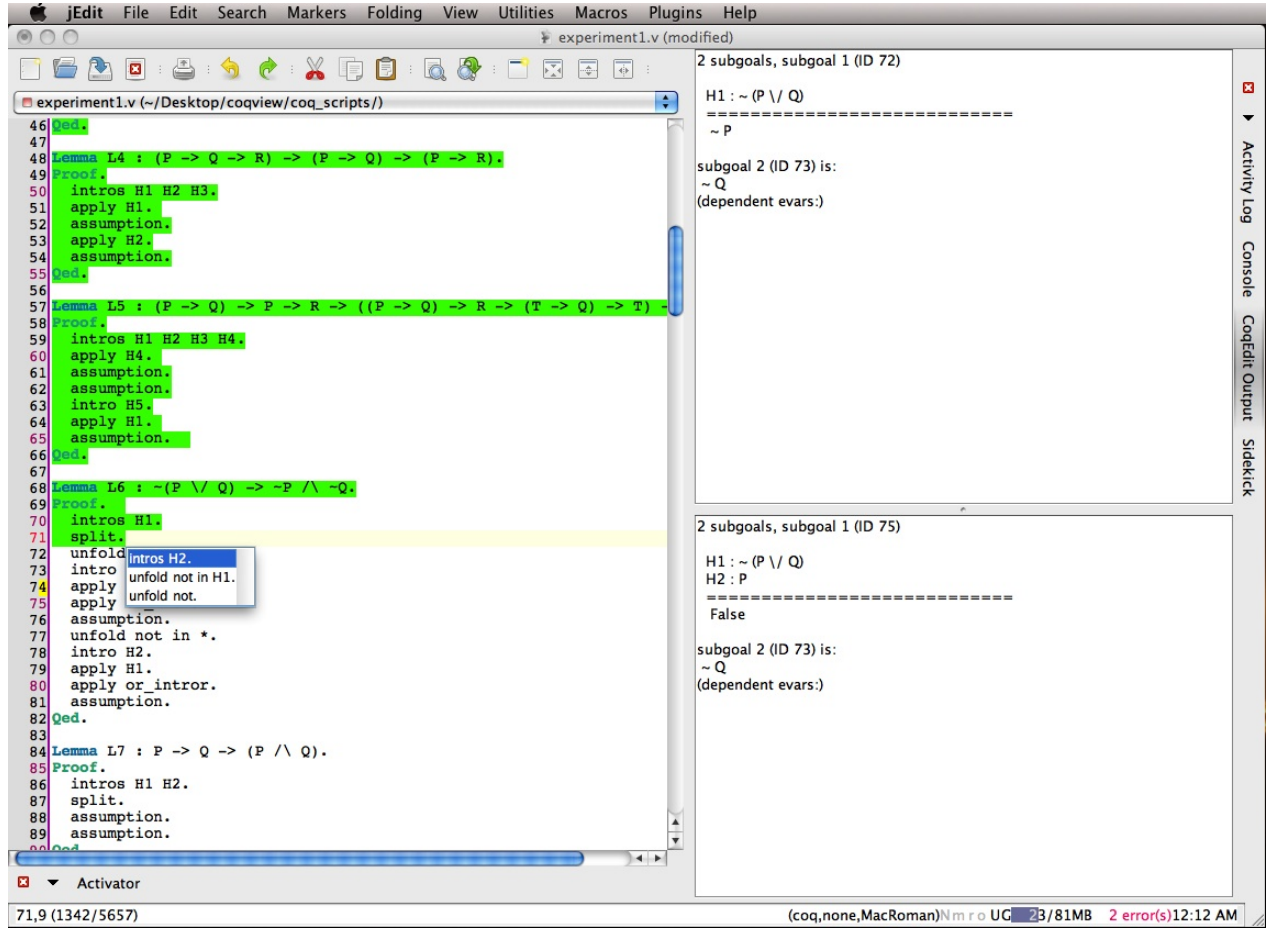 jEdit File Edit Search Markers Folding View Utilities Macros Plugins Help
experiment1.v (modified)
experiment1.v (~/Desktop/coqview/coq_scripts/)
46 Qed.
47
48 Lemma L4 : (P -> Q -> R) -> (P -> Q) -> (P -> R).
49 Proof.
50 intros H1 H2 H3.
51 apply H1.
52 assumption.
53 apply H2.
54 assumption.
55 Qed.
56
57 Lemma L5 : (P -> Q) -> P -> R -> ((P -> Q) -> R -> (T -> Q) -> T) -
58 Proof.
59 intros H1 H2 H3 H4.
60 apply H4.
61 assumption.
62 assumption.
63 intro H5.
64 apply H1.
65 assumption.
66 Qed.
67
68 Lemma L6 : ~(P \/ Q) -> ~P /\ ~Q.
69 Proof.
70 intros H1.
71 split.
72 unfold
73 intro
74 apply
75 apply
76 assumption.
77 unfold not in *.
78 intro H2.
79 apply H1.
80 apply or_intror.
81 assumption.
82 Qed.
83
84 Lemma L7 : P -> Q -> (P /\ Q).
85 Proof.
86 intros H1 H2.
87 split.
88 assumption.
89 assumption.
90 Qed
intros H2.
unfold not in H1.
unfold not.
2 subgoals, subgoal 1 (ID 72)
H1 : ~ (P \/ Q)
============================
~ P
subgoal 2 (ID 73) is:
~ Q
(dependent evars:)
2 subgoals, subgoal 1 (ID 75)
H1 : ~ (P \/ Q)
H2 : P
============================
False
subgoal 2 (ID 73) is:
~ Q
(dependent evars:)
Activity Log
Console
CoqEdit Output
Sidekick
Activator
71,9 (1342/5657)
(coq,none,MacRoman)N m r o UG 23/81MB 2 error(s)12:12 AM